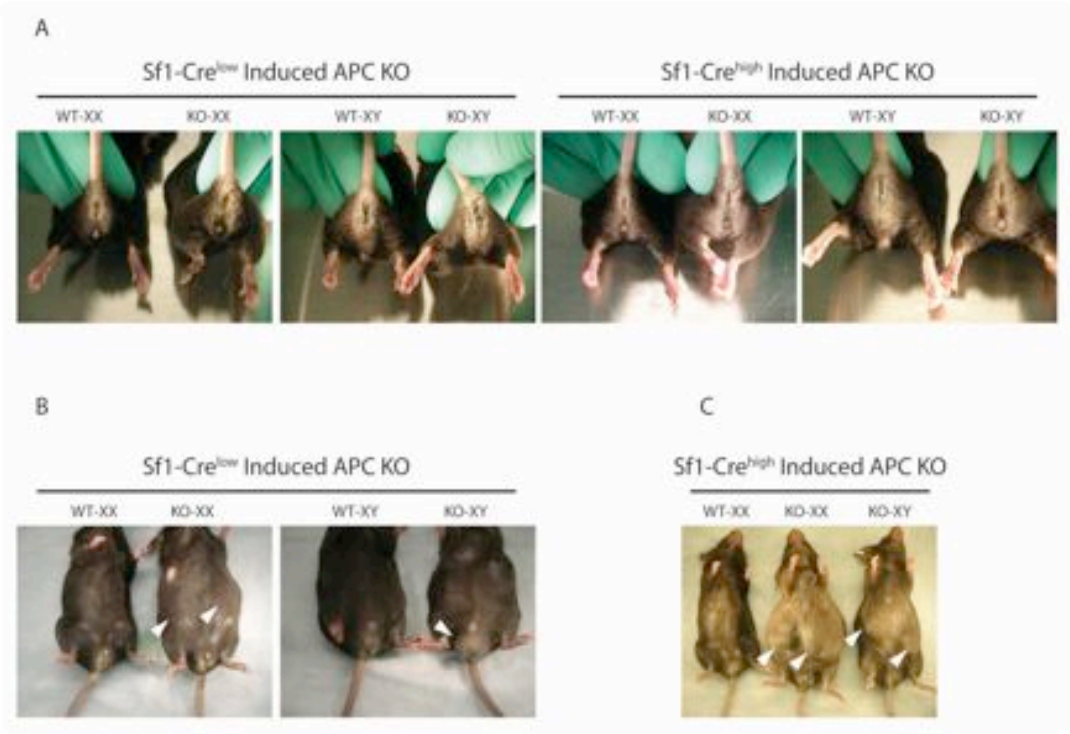 A
Sf1-Crelow Induced APC KO
Sf1-Crehigh Induced APC KO
WT-XX KO-XX WT-XY KO-XY WT-XX KO-XX WT-XY KO-XY
B
C
Sf1-Crelow Induced APC KO
Sf1-Crehigh Induced APC KO
WT-XX KO-XX WT-XY KO-XY
WT-XX KO-XX KO-XY